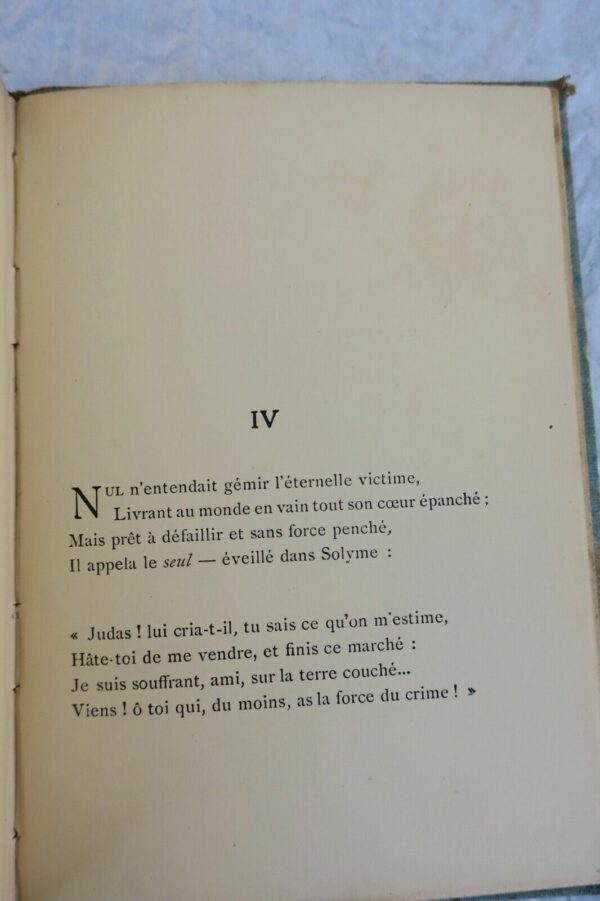 IV
NUL n'entendait gémir l'éternelle victime,
Livrant au monde en vain tout son cœur épanché ;
Mais prêt à défaillir et sans force penché,
Il appela le seul — éveillé dans Solyme :
« Judas ! lui cria-t-il, tu sais ce qu'on m'estime,
Hâte-toi de me vendre, et finis ce marché :
Je suis souffrant, ami, sur la terre couché...
Viens ! ô toi qui, du moins, as la force du crime ! »